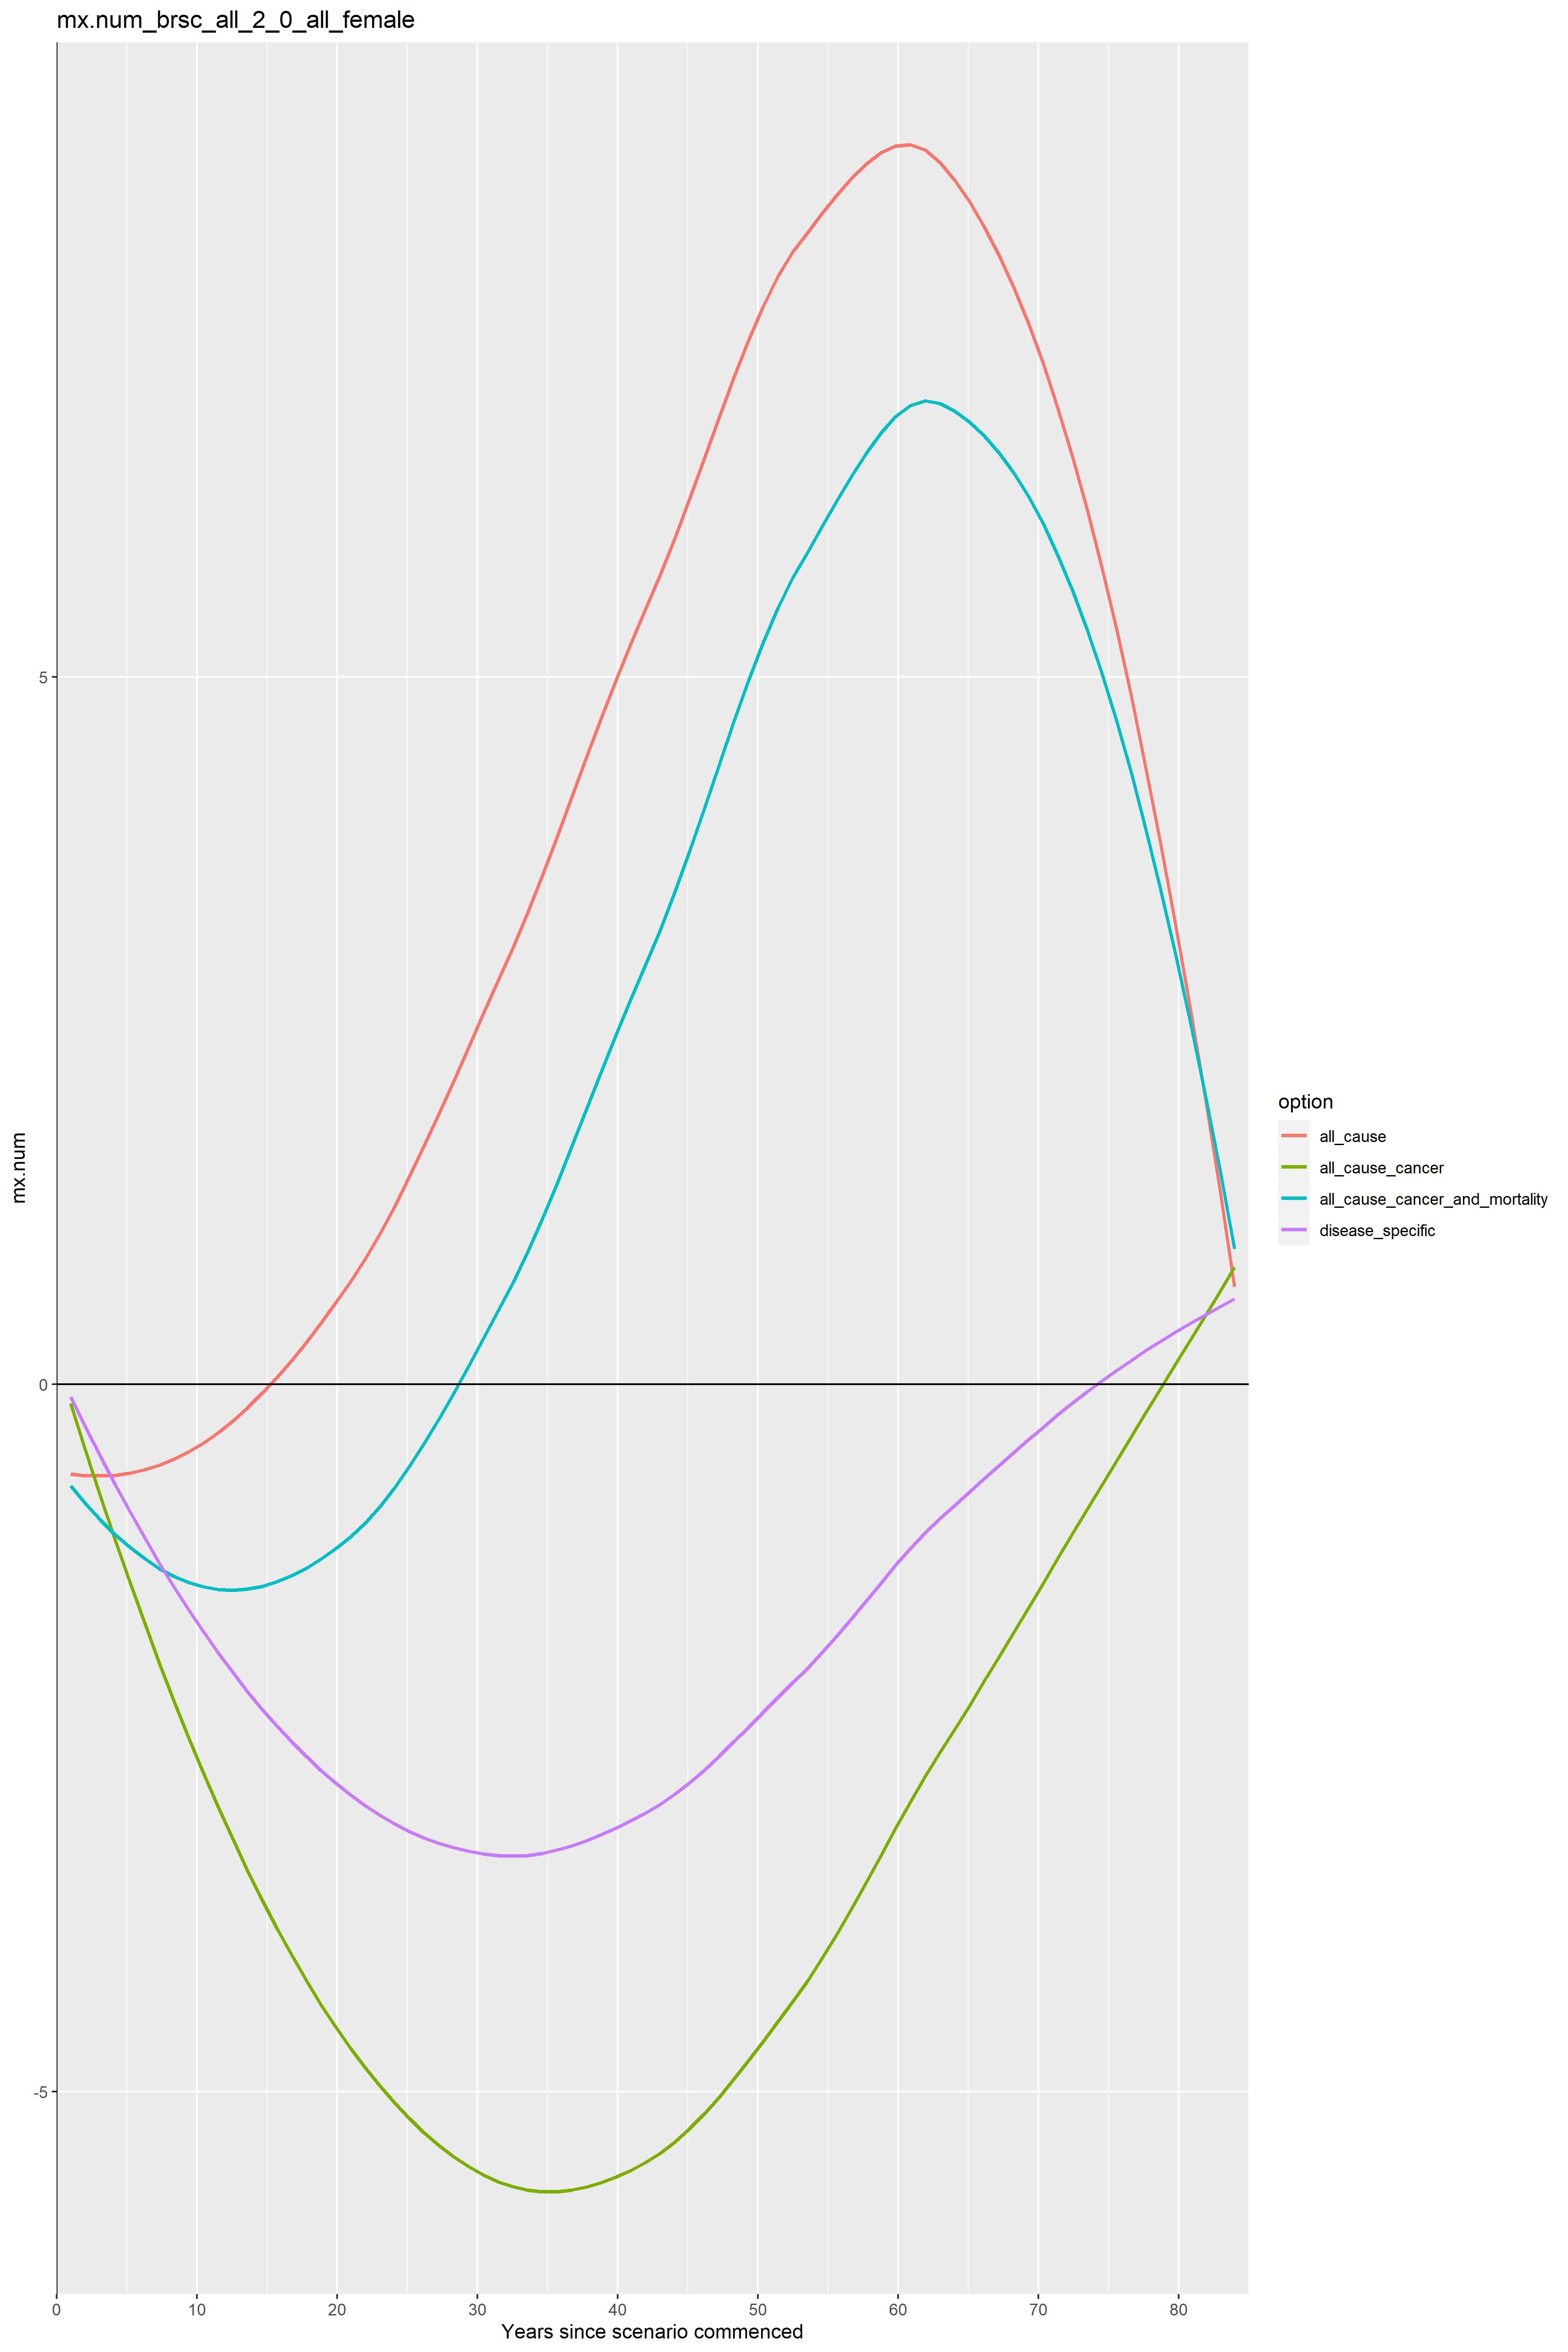 mx.num_brsc_all_2_0_all_female
mx.num
5
0
-5
0 10 20 30 40 50 60 70 80
Years since scenario commenced
option
all_cause
all_cause_cancer
all_cause_cancer_and_mortality
disease_specific